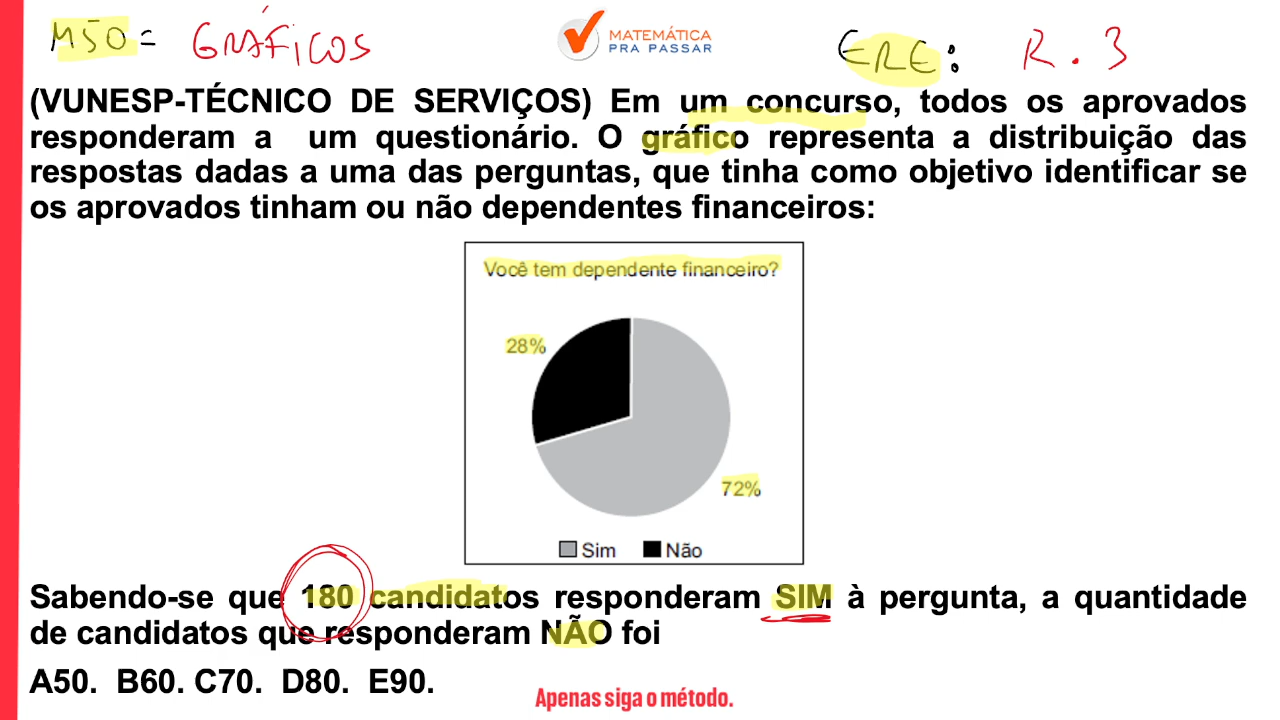 M50 = GRÁFICOS
MATEMÁTICA
PRA PASSAR
ERE: R.3
(VUNESP-TÉCNICO DE SERVIÇOS) Em um concurso, todos os aprovados
responderam a um questionário. O gráfico representa a distribuição das
respostas dadas a uma das perguntas, que tinha como objetivo identificar se
os aprovados tinham ou não dependentes financeiros:
Você tem dependente financeiro?
28%
72%
Sim Não
Sabendo-se que 180 candidatos responderam SIM à pergunta, a quantidade
de candidatos que responderam NÃO foi
A50. B60. C70. D80. E90.
Apenas siga o método.